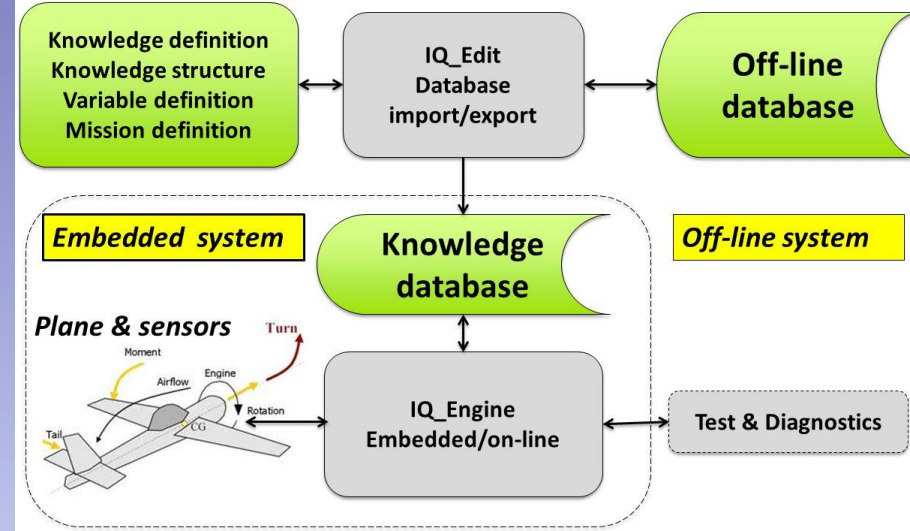 Knowledge definition
Knowledge structure
Variable definition
Mission definition
IQ_Edit
Database
import/export
Off-line
database
Embedded system
Knowledge
database
Off-line system
Plane & sensors
Turn
Moment
Engine
Airflow
Rotation
CG
Tail
IQ_Engine
Embedded/on-line
Test & Diagnostics